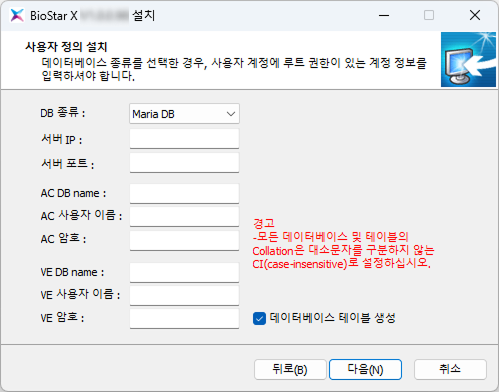 BioStar X 설치
사용자 정의 설치
데이터베이스 종류를 선택한 경우, 사용자 계정에 루트 권한이 있는 계정 정보를
입력하셔야 합니다.
DB 종류 :
Maria DB
서버 IP :
서버 포트 :
AC DB name :
AC 사용자 이름 :
AC 암호 :
경고
-모든 데이터베이스 및 테이블의
Collation은 대소문자를 구분하지 않는
CI(case-insensitive)로 설정하십시오.
VE DB name :
VE 사용자 이름 :
VE 암호 :
데이터베이스 테이블 생성
뒤로(B)
다음(N)
취소